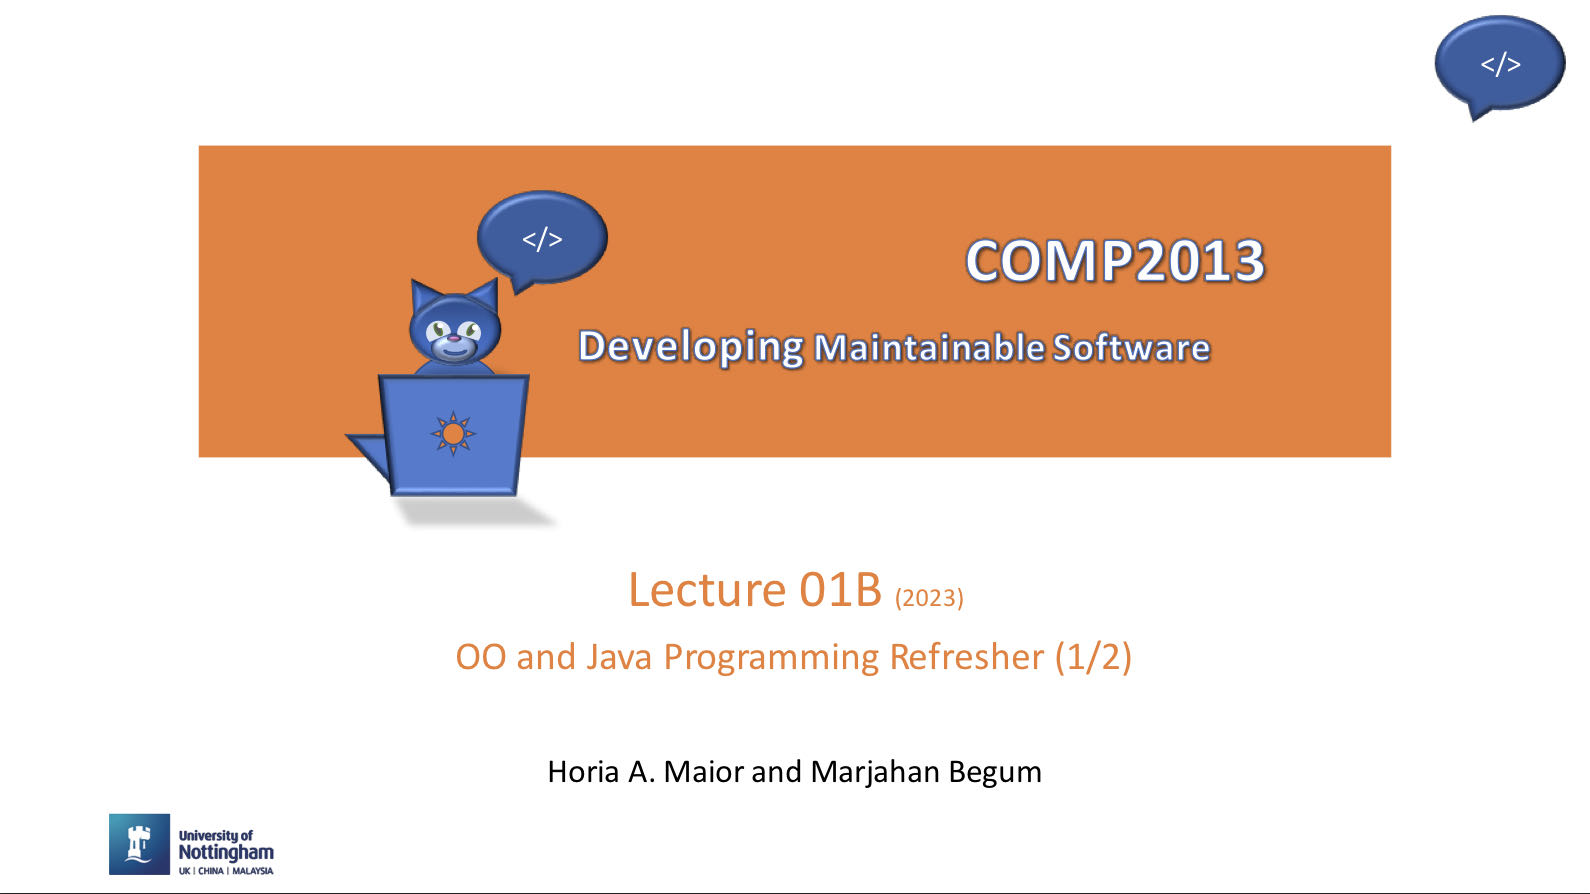 </>
</>
COMP2013
Developing Maintainable Software
Lecture 01B (2023)
OO and Java Programming Refresher (1/2)
Horia A. Maior and Marjahan Begum
University of
Nottingham
UK | CHINA | MALAYSIA